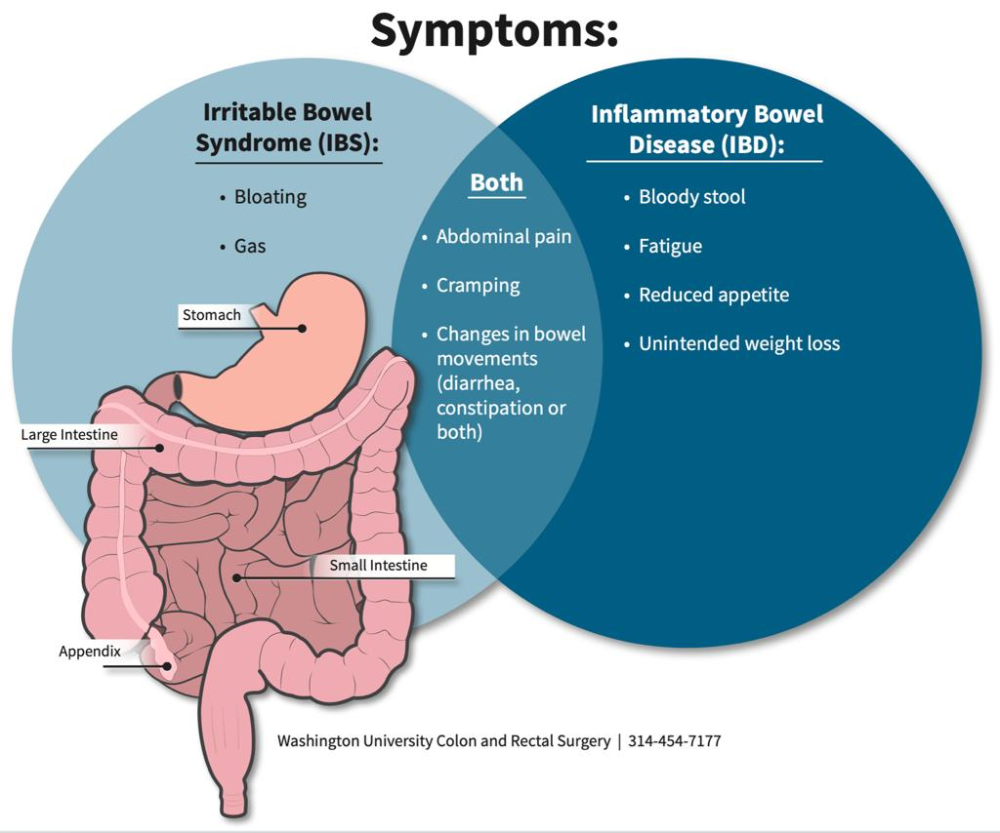 Symptoms:
Irritable Bowel
Syndrome (IBS):
• Bloating
• Gas
Both
• Abdominal pain
• Cramping
• Changes in bowel
movements
(diarrhea,
constipation or
both)
Inflammatory Bowel
Disease (IBD):
• Bloody stool
• Fatigue
• Reduced appetite
• Unintended weight loss
Stomach
Large Intestine
Small Intestine
Appendix
Washington University Colon and Rectal Surgery | 314-454-7177